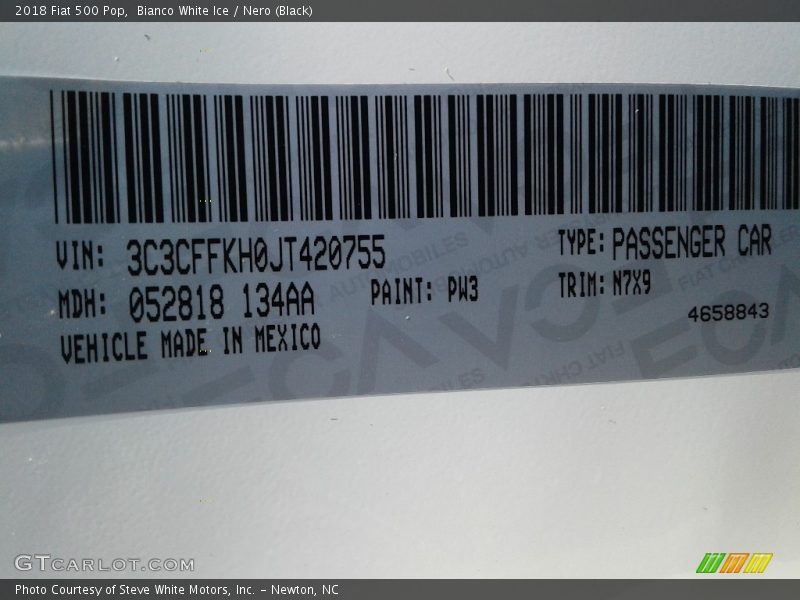 2018 Fiat 500 Pop,  Bianco White Ice / Nero (Black)
VIN: 3C3CFFKH0JT420755 TYPE: PASSENGER CAR
MDH: 052818 134AA PAINT: PW3 TRIM: N7X9
4658843
VEHICLE MADE IN MEXICO
GTCARLOT.COM
Photo Courtesy of Steve White Motors, Inc. – Newton, NC